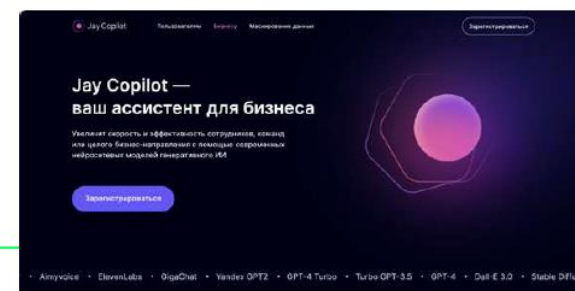 Jay Copilot
Пользователям Бизнесу Маскирование данных
Зарегистрироваться
Jay Copilot —
ваш ассистент для бизнеса
Увеличит скорость и эффективность сотрудников, команд
или целого бизнес-направления с помощью современных
нейросетевых моделей генеративного ИИ
Зарегистрироваться
• Aimyvoice • ElevenLabs • GigaChat • Yandex GPT2 • GPT-4 Turbo • Turbo GPT-3.5 • GPT-4 • Dall-E 3.0 • Stable Diffu